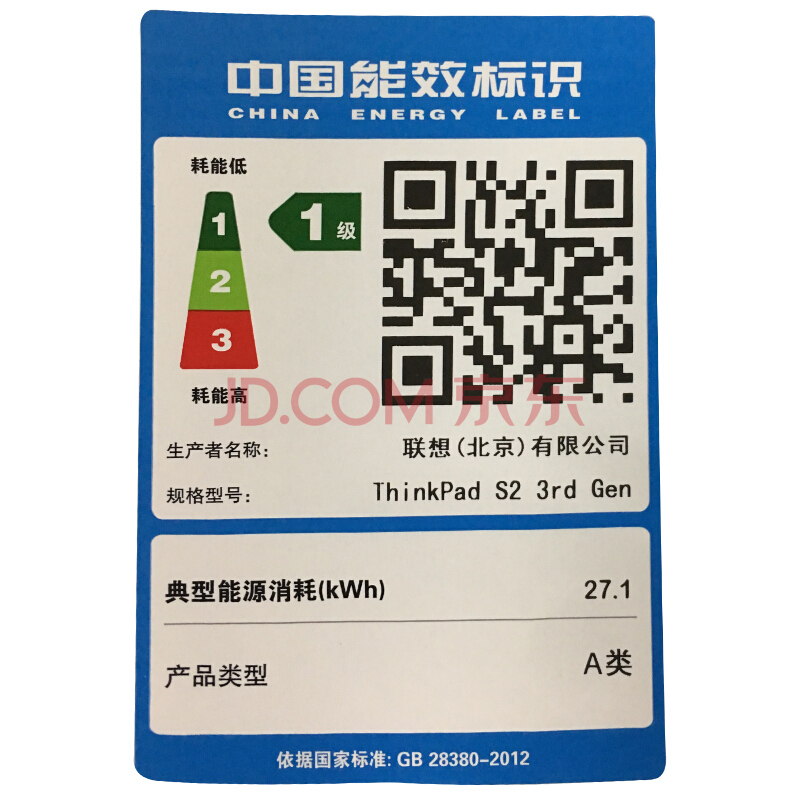 中国能效标识
CHINA ENERGY LABEL
耗能低
1
1级
2
3
耗能高
JD.COM 京东
生产者名称: 联想(北京)有限公司
规格型号: ThinkPad S2 3rd Gen
典型能源消耗(kWh) 27.1
产品类型 A类
依据国家标准: GB 28380-2012